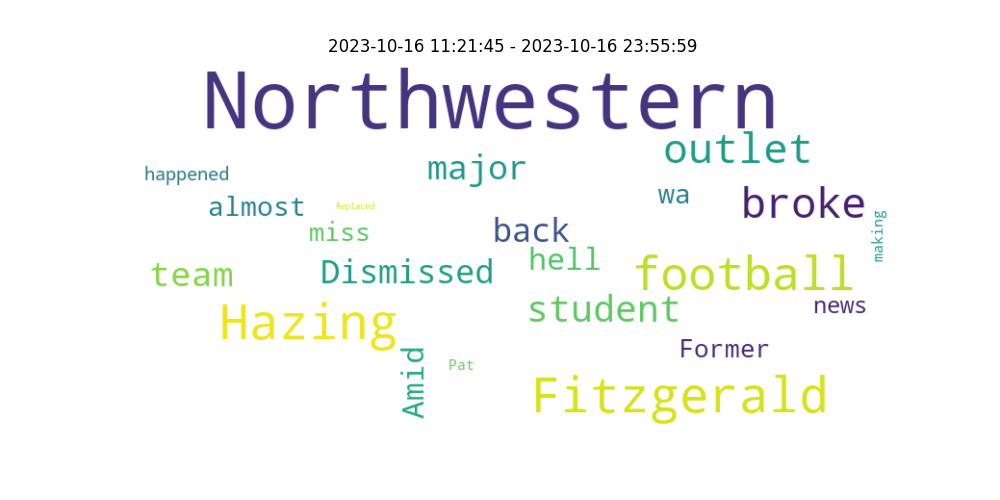 2023-10-16 11:21:45 - 2023-10-16 23:55:59
Northwestern
outlet
major
happened
wa
broke
almost
Replaced
making
miss
back
hell
team
Dismissed
football
student
news
Hazing
Former
Amid
Pat
Fitzgerald